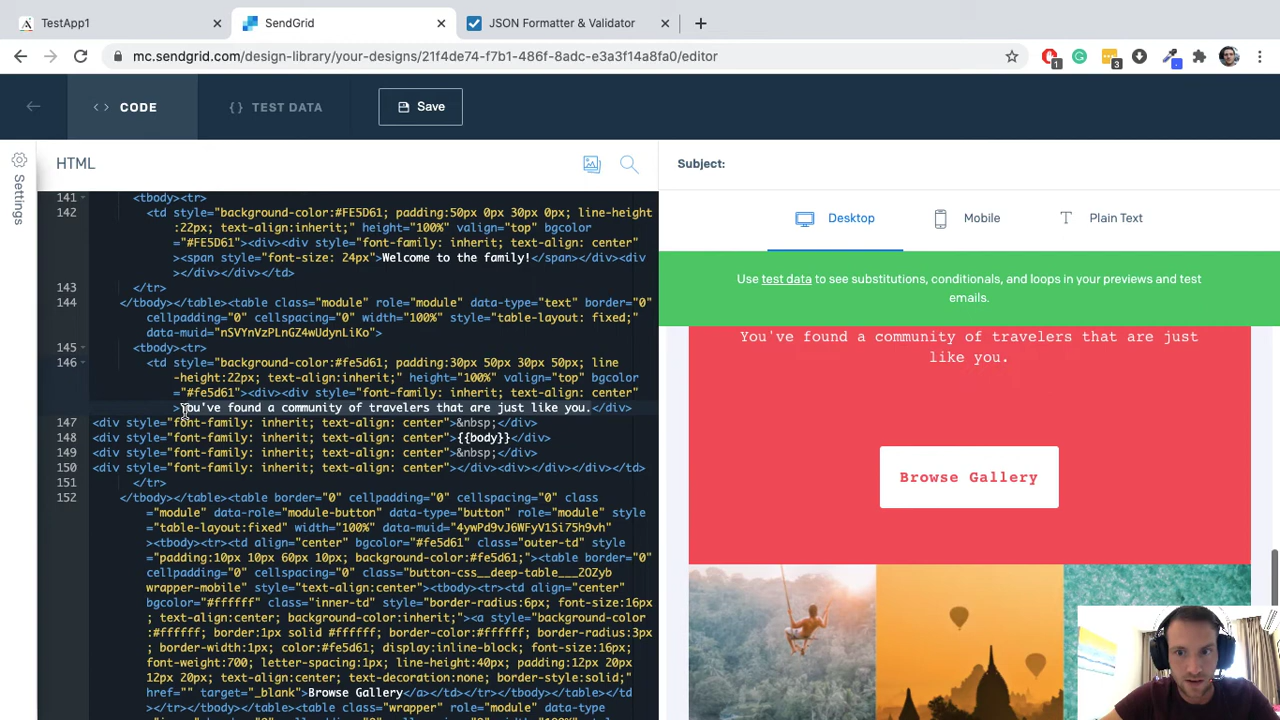 TestApp1
SendGrid
JSON Formatter & Validator
mc.sendgrid.com/design-library/your-designs/21f4de74-f7b1-486f-8adc-e3a3f14a8fa0/editor
1
3
<> CODE
{} TEST DATA
Save
Settings
HTML
141 <tbody><tr>
142 <td style="background-color:#FE5D61; padding:50px 0px 30px 0px; line-height
:22px; text-align:inherit;" height="100%" valign="top" bgcolor
="#FE5D61"><div><div style="font-family: inherit; text-align: center"
><span style="font-size: 24px">Welcome to the family!</span></div><div
></div></div></td>
143 </tr>
144 </tbody></table><table class="module" role="module" data-type="text" border="0"
cellpadding="0" cellspacing="0" width="100%" style="table-layout: fixed;"
data-muid="nSVYnVzPLnGZ4wUdynLiKo">
145 <tbody><tr>
146 <td style="background-color:#fe5d61; padding:30px 50px 30px 50px; line
-height:22px; text-align:inherit;" height="100%" valign="top" bgcolor
="#fe5d61"><div><div style="font-family: inherit; text-align: center"
>You've found a community of travelers that are just like you.</div>
147 <div style="font-family: inherit; text-align: center">&nbsp;</div>
148 <div style="font-family: inherit; text-align: center">{{body}}</div>
149 <div style="font-family: inherit; text-align: center">&nbsp;</div>
150 <div style="font-family: inherit; text-align: center"></div><div></div></div></td>
151 </tr>
152 </tbody></table><table border="0" cellpadding="0" cellspacing="0" class
="module" data-role="module-button" data-type="button" role="module" style
="table-layout:fixed" width="100%" data-muid="4ywPd9vJ6WFyV1Si75h9vh"
><tbody><tr><td align="center" bgcolor="#fe5d61" class="outer-td" style
="padding:10px 10px 60px 10px; background-color:#fe5d61;"><table border="0"
cellpadding="0" cellspacing="0" class="button-css__deep-table___2OZyb
wrapper-mobile" style="text-align:center"><tbody><tr><td align="center"
bgcolor="#ffffff" class="inner-td" style="border-radius:6px; font-size:16px
; text-align:center; background-color:inherit;"><a style="background-color
:#ffffff; border:1px solid #ffffff; border-color:#ffffff; border-radius:3px
; border-width:1px; color:#fe5d61; display:inline-block; font-size:16px;
font-weight:700; letter-spacing:1px; line-height:40px; padding:12px 20px
12px 20px; text-align:center; text-decoration:none; border-style:solid;"
href="" target="_blank">Browse Gallery</a></td></tr></tbody></table></td
></tr></tbody></table><table class="wrapper" role="module" data-type
="image" border="0" cellpadding="0" cellspacing="0" width="100%" style
Subject:
Desktop
Mobile
Plain Text
Use test data to see substitutions, conditionals, and loops in your previews and test
emails.
You've found a community of travelers that are just
like you.
Browse Gallery